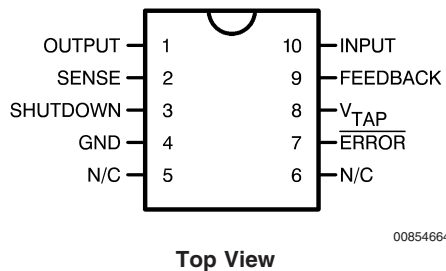 OUTPUT 1 10 INPUT
SENSE 2 9 FEEDBACK
SHUTDOWN 3 8 VTAP
GND 4 7 ERROR
N/C 5 6 N/C
00854664
Top View